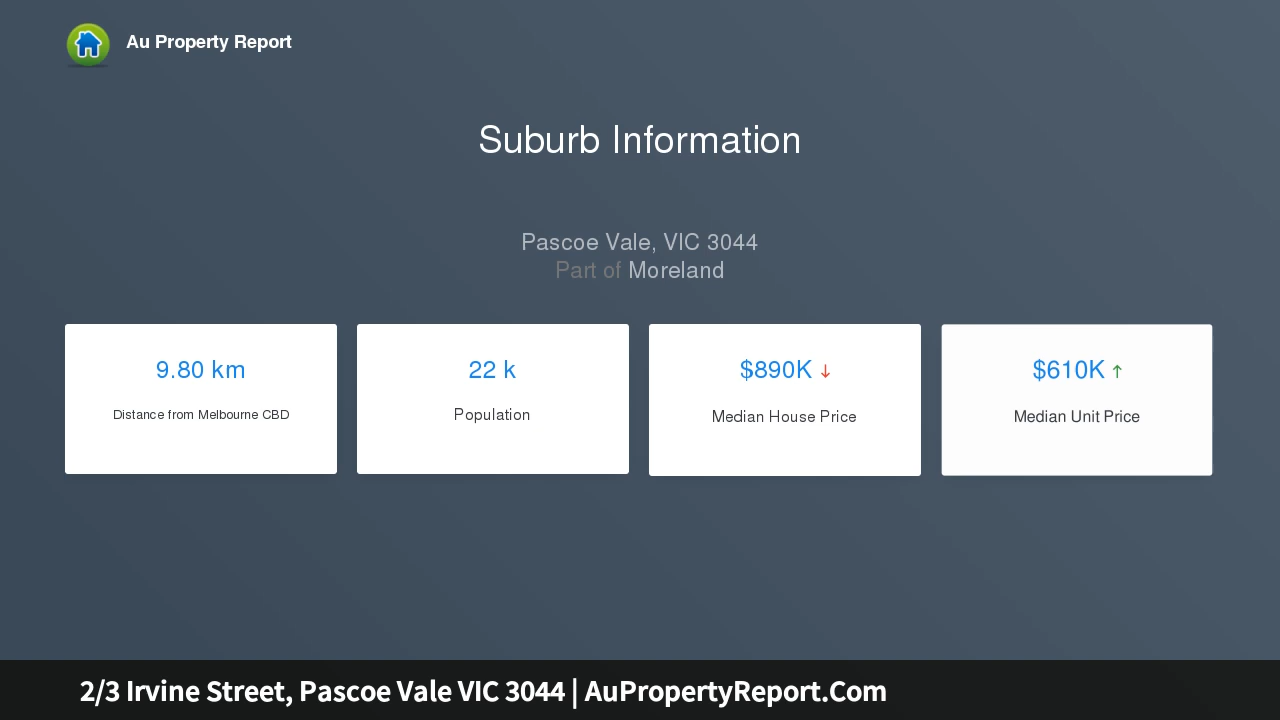 Au Property Report
Suburb Information
Pascoe Vale, VIC 3044
Part of Moreland
9.80 km
Distance from Melbourne CBD
22 k
Population
$890K ↓
Median House Price
$610K ↑
Median Unit Price
2/3 Irvine Street, Pascoe Vale VIC 3044 | AuPropertyReport.Com